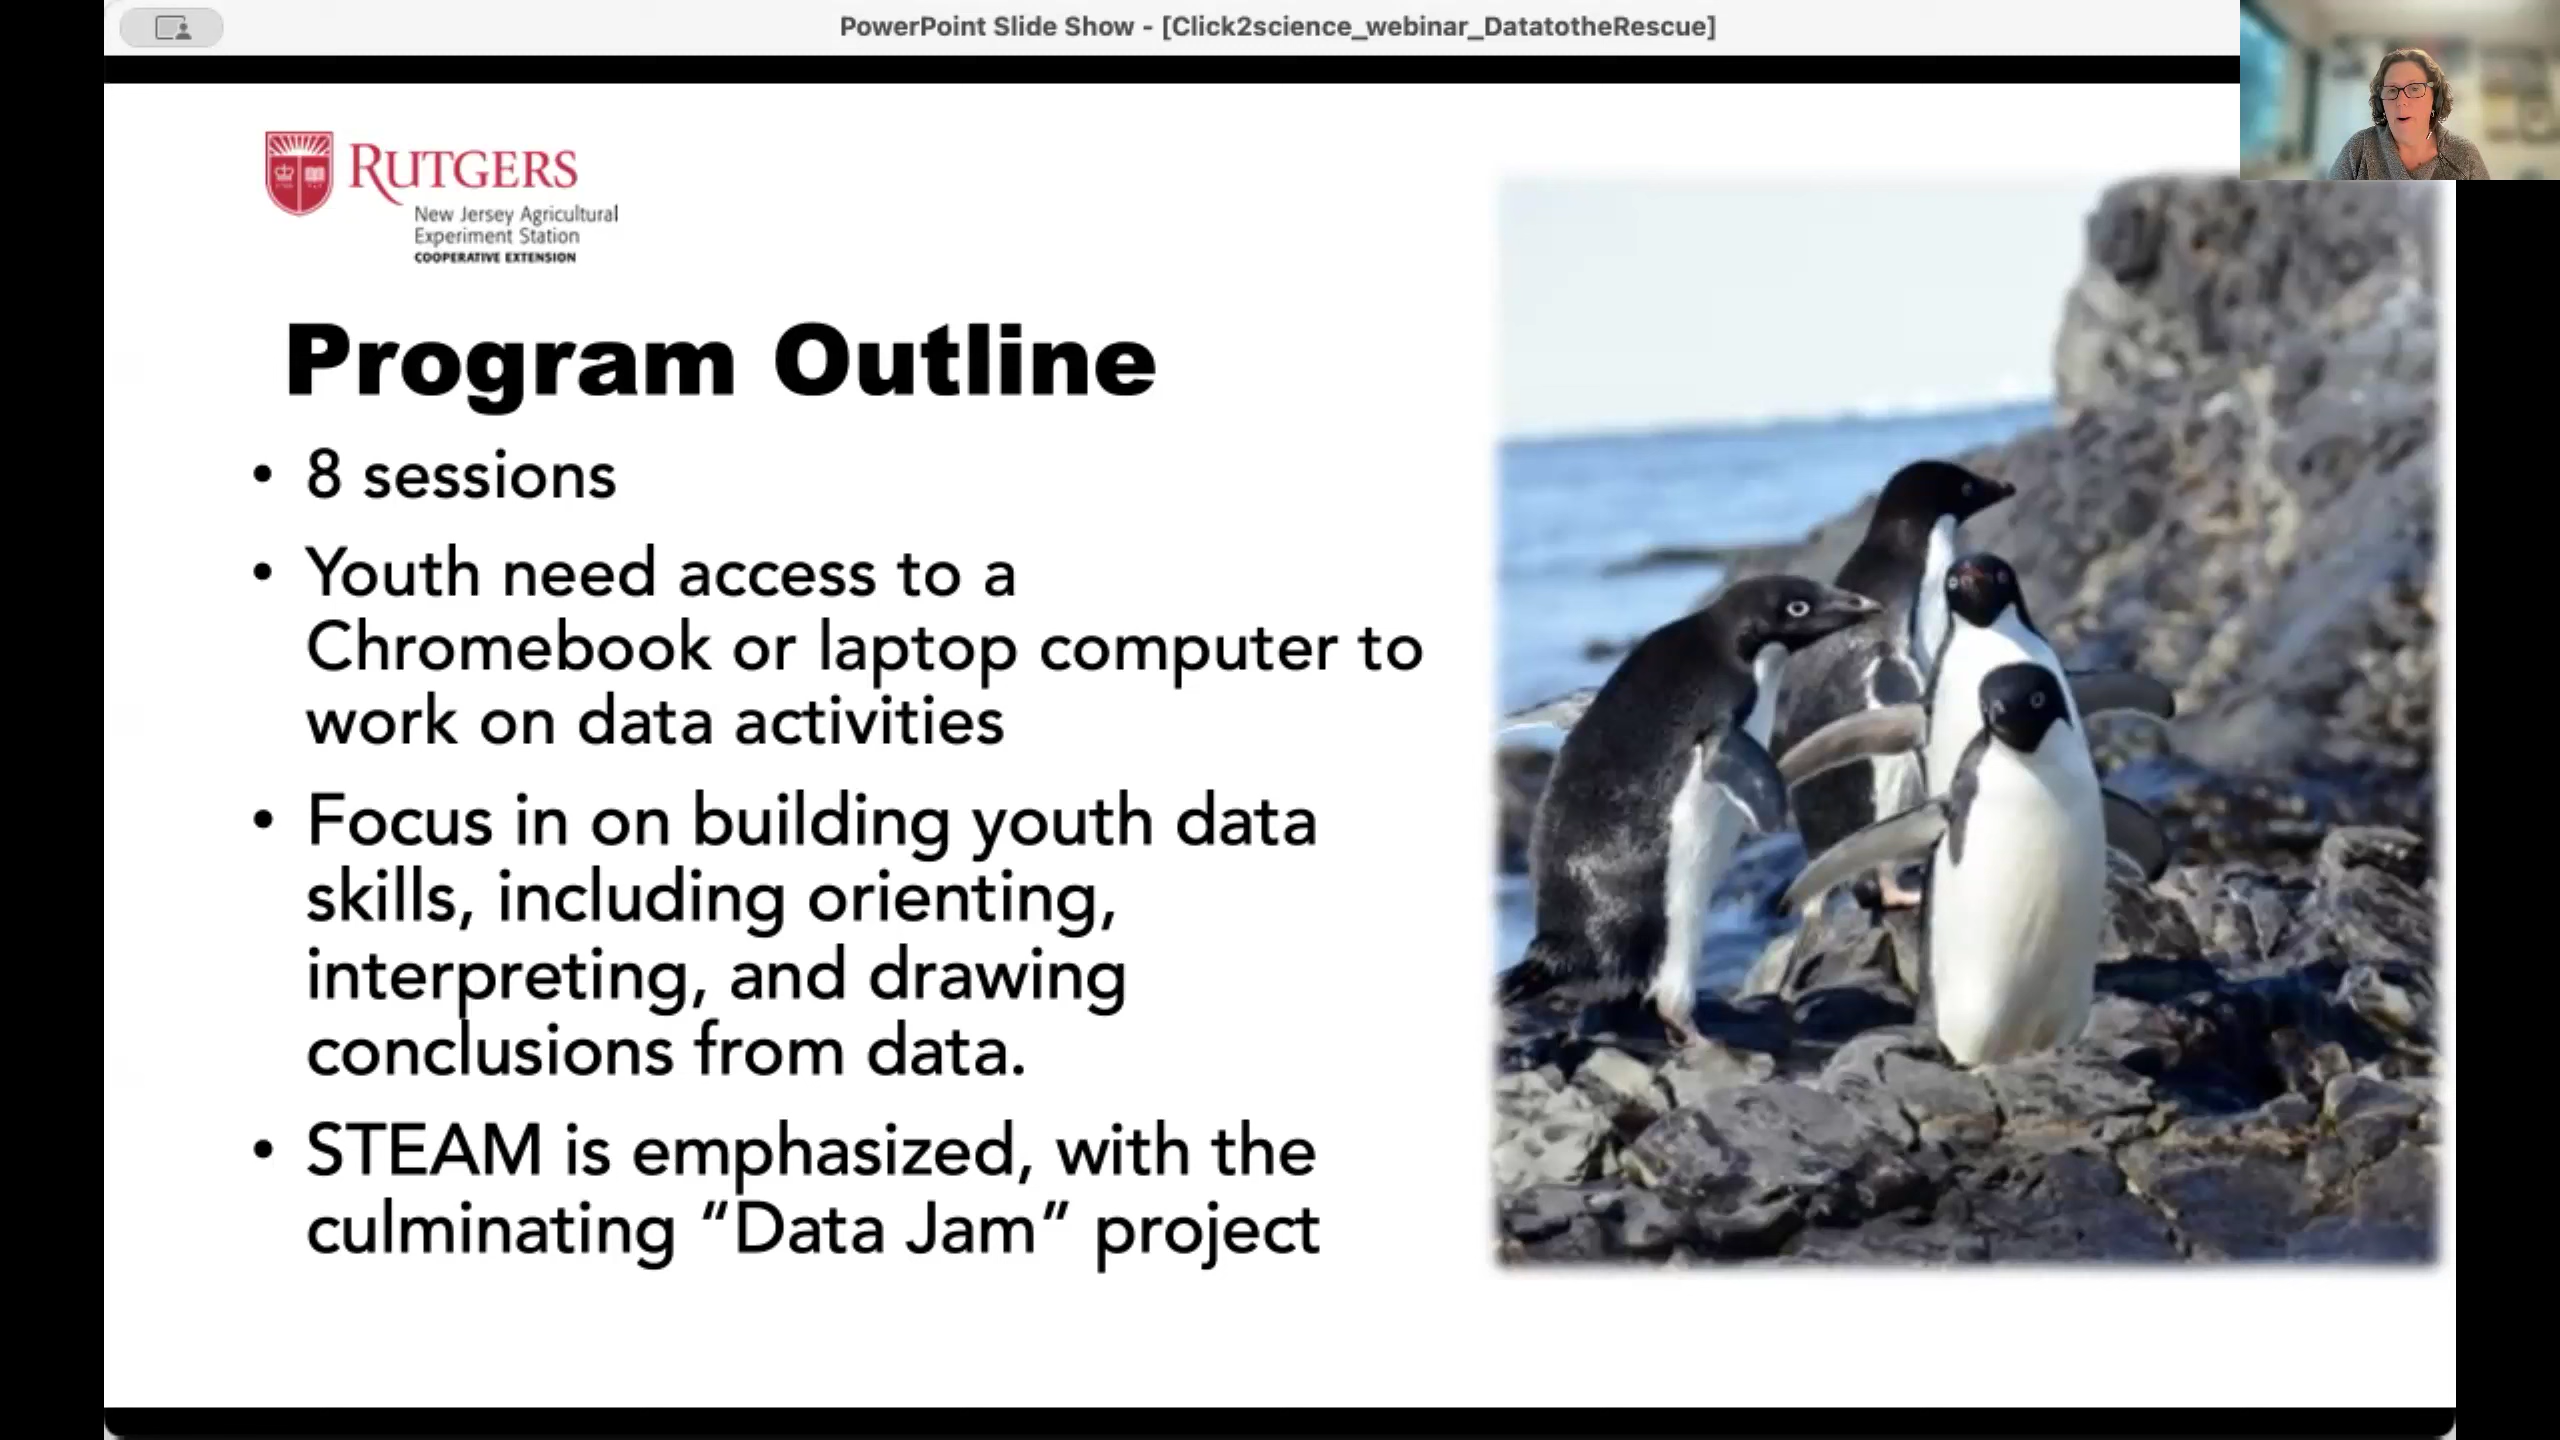 PowerPoint Slide Show - [Click2science_webinar_DatatotheRescue]
RUTGERS
New Jersey Agricultural
Experiment Station
COOPERATIVE EXTENSION
Program Outline
• 8 sessions
• Youth need access to a
Chromebook or laptop computer to
work on data activities
• Focus in on building youth data
skills, including orienting,
interpreting, and drawing
conclusions from data.
• STEAM is emphasized, with the
culminating “Data Jam” project